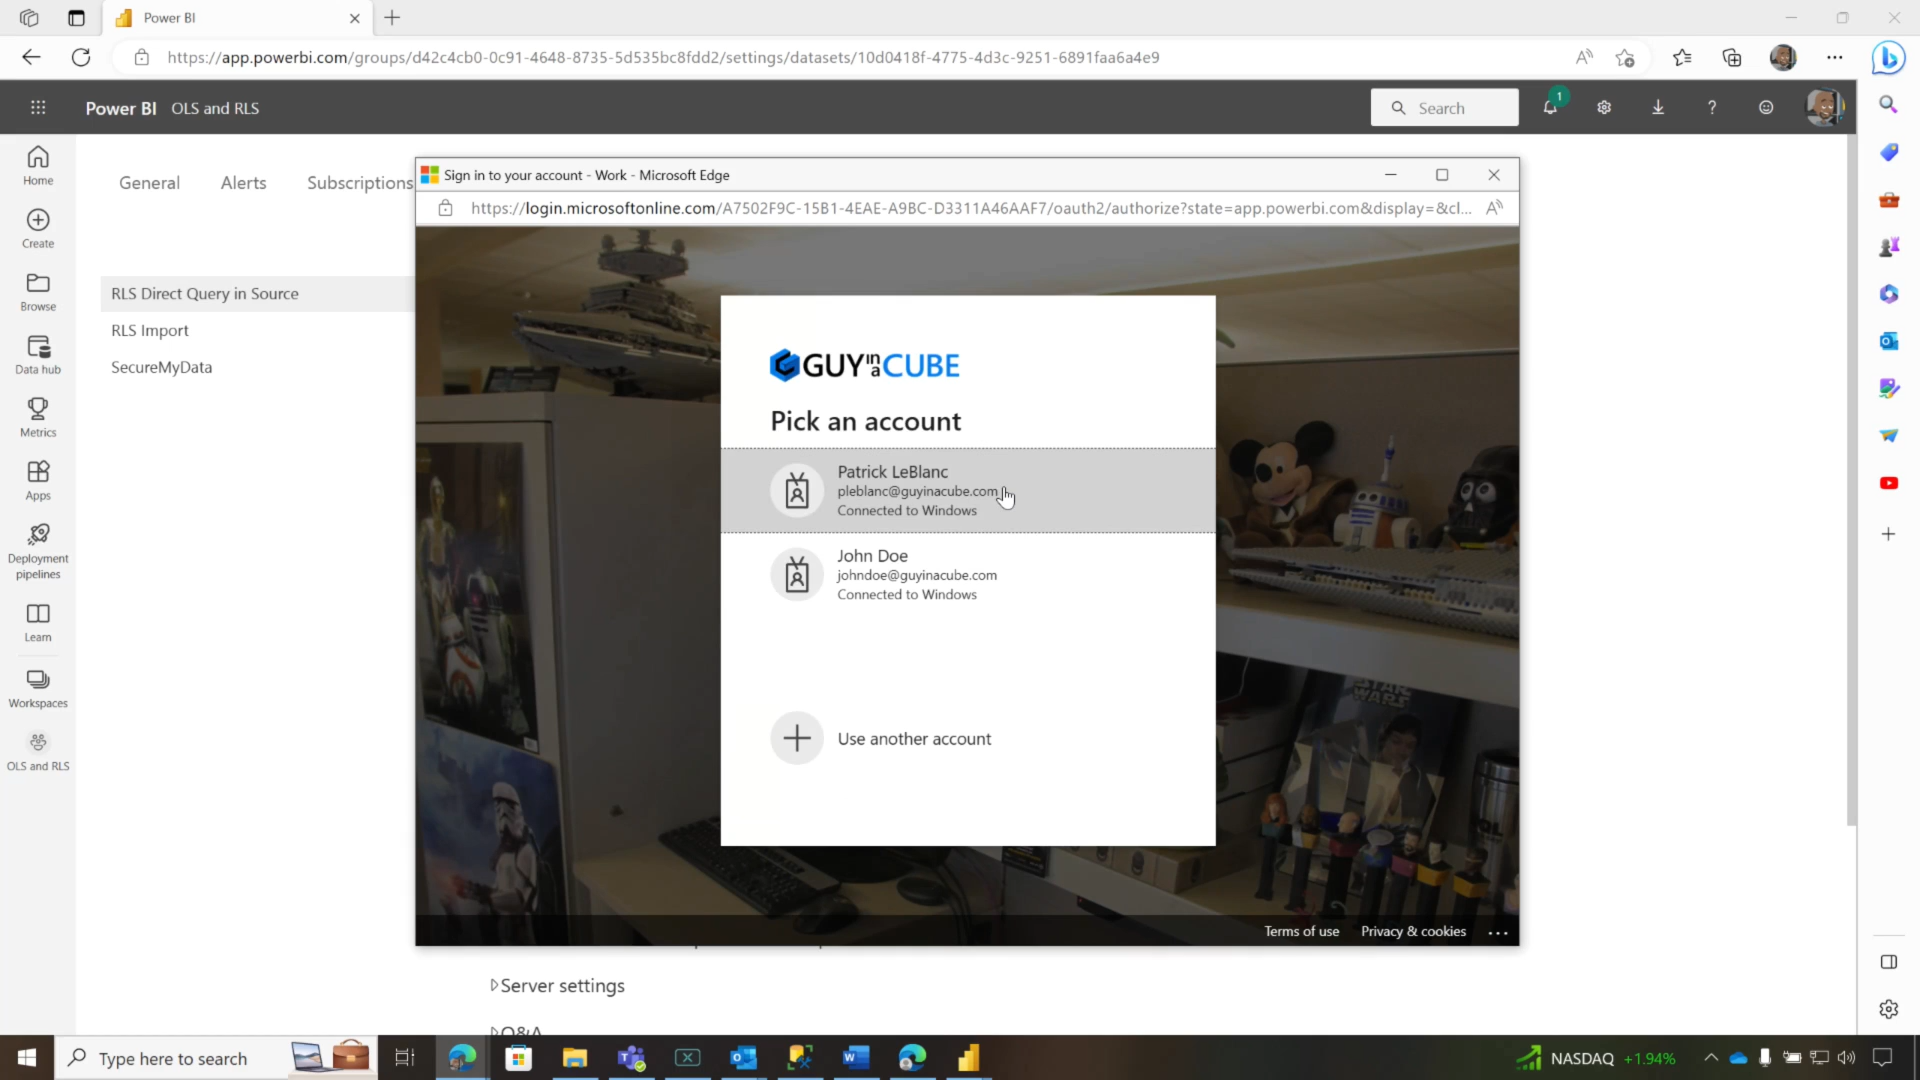 Power BI
https://app.powerbi.com/groups/d42c4cb0-0c91-4648-8735-5d535bc8fdd2/settings/datasets/10d0418f-4775-4d3c-9251-6891faa6a4e9
Power BI OLS and RLS
Search
1
Home
Create
Browse
Data hub
Metrics
Apps
Deployment
pipelines
Learn
Workspaces
OLS and RLS
General Alerts Subscriptions
RLS Direct Query in Source
RLS Import
SecureMyData
Sign in to your account - Work - Microsoft Edge
https://login.microsoftonline.com/A7502F9C-15B1-4EAE-A9BC-D3311A46AAF7/oauth2/authorize?state=app.powerbi.com&display=&cl...
GUY in a CUBE
Pick an account
Patrick LeBlanc
pleblanc@guyinacube.com
Connected to Windows
John Doe
johndoe@guyinacube.com
Connected to Windows
Use another account
STAR
WARS
Terms of use Privacy & cookies ...
Server settings
Q&A
Type here to search
NASDAQ +1.94%